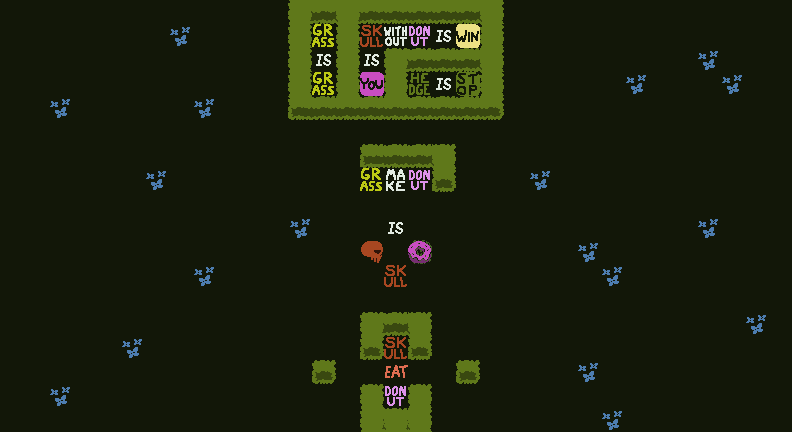 GRASS SKULL WITHOUT DONUT IS WIN
IS IS
GRASS YOU HEDGE IS STOP
GRASS MAKE DONUT
IS
SKULL
SKULL
EAT
DONUT